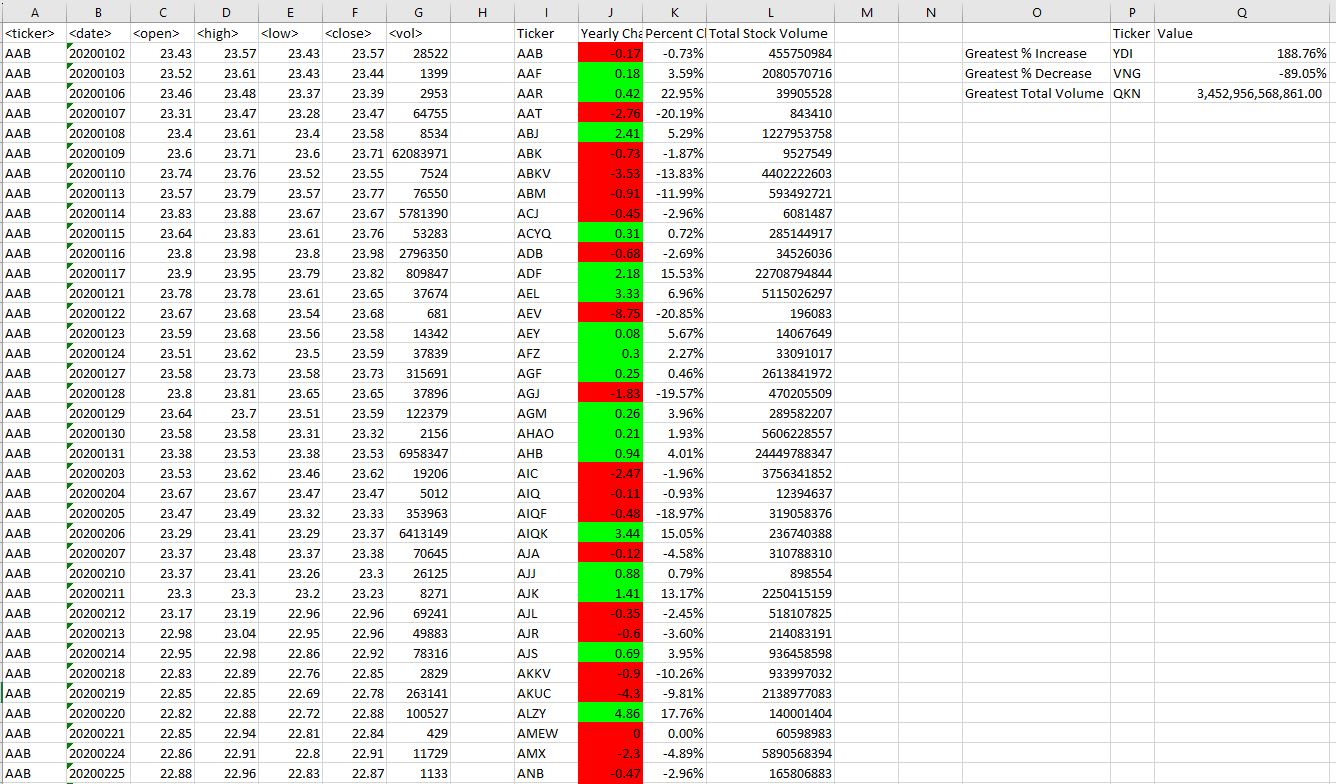 A B C D E F G H I J K L M N O P Q
<ticker> <date> <open> <high> <low> <close> <vol> Ticker Yearly Cha Percent Cl Total Stock Volume Ticker Value
AAB 20200102 23.43 23.57 23.43 23.57 28522 AAB -0.17 -0.73% 455750984 Greatest % Increase YDI 188.76%
AAB 20200103 23.52 23.61 23.43 23.44 1399 AAF 0.18 3.59% 2080570716 Greatest % Decrease VNG -89.05%
AAB 20200106 23.46 23.48 23.37 23.39 2953 AAR 0.42 22.95% 39905528 Greatest Total Volume QKN 3,452,956,568,861.00
AAB 20200107 23.31 23.47 23.28 23.47 64755 AAT -2.76 -20.19% 843410
AAB 20200108 23.4 23.61 23.4 23.58 8534 ABJ 2.41 5.29% 1227953758
AAB 20200109 23.6 23.71 23.6 23.71 62083971 ABK -0.73 -1.87% 9527549
AAB 20200110 23.74 23.76 23.52 23.55 7524 ABKV -3.53 -13.83% 4402222603
AAB 20200113 23.57 23.79 23.57 23.77 76550 ABM -0.91 -11.99% 593492721
AAB 20200114 23.83 23.88 23.67 23.67 5781390 ACJ -0.45 -2.96% 6081487
AAB 20200115 23.64 23.83 23.61 23.76 53283 ACYQ 0.31 0.72% 285144917
AAB 20200116 23.8 23.98 23.8 23.98 2796350 ADB -0.68 -2.69% 34526036
AAB 20200117 23.9 23.95 23.79 23.82 809847 ADF 2.18 15.53% 22708794844
AAB 20200121 23.78 23.78 23.61 23.65 37674 AEL 3.33 6.96% 5115026297
AAB 20200122 23.67 23.68 23.54 23.68 681 AEV -8.75 -20.85% 196083
AAB 20200123 23.59 23.68 23.56 23.58 14342 AEY 0.08 5.67% 14067649
AAB 20200124 23.51 23.62 23.5 23.59 37839 AFZ 0.3 2.27% 33091017
AAB 20200127 23.58 23.73 23.58 23.73 315691 AGF 0.25 0.46% 2613841972
AAB 20200128 23.8 23.81 23.65 23.65 37896 AGJ -1.83 -19.57% 470205509
AAB 20200129 23.64 23.7 23.51 23.59 122379 AGM 0.26 3.96% 289582207
AAB 20200130 23.58 23.58 23.31 23.32 2156 AHAO 0.21 1.93% 5606228557
AAB 20200131 23.38 23.53 23.38 23.53 6958347 AHB 0.94 4.01% 24449788347
AAB 20200203 23.53 23.62 23.46 23.62 19206 AIC -2.47 -1.96% 3756341852
AAB 20200204 23.67 23.67 23.47 23.47 5012 AIQ -0.11 -0.93% 12394637
AAB 20200205 23.47 23.49 23.32 23.33 353963 AIQF -0.48 -18.97% 319058376
AAB 20200206 23.29 23.41 23.29 23.37 6413149 AIQK 3.44 15.05% 236740388
AAB 20200207 23.37 23.48 23.37 23.38 70645 AJA -0.12 -4.58% 310788310
AAB 20200210 23.37 23.41 23.26 23.3 26125 AJJ 0.88 0.79% 898554
AAB 20200211 23.3 23.3 23.2 23.23 8271 AJK 1.41 13.17% 2250415159
AAB 20200212 23.17 23.19 22.96 22.96 69241 AJL -0.35 -2.45% 518107825
AAB 20200213 22.98 23.04 22.95 22.96 49883 AJR -0.6 -3.60% 214083191
AAB 20200214 22.95 22.98 22.86 22.92 78316 AJS 0.69 3.95% 936458598
AAB 20200218 22.83 22.89 22.76 22.85 2829 AKKV -0.9 -10.26% 933997032
AAB 20200219 22.85 22.85 22.69 22.78 263141 AKUC -4.3 -9.81% 2138977083
AAB 20200220 22.82 22.88 22.72 22.88 100527 ALZY 4.86 17.76% 140001404
AAB 20200221 22.85 22.94 22.81 22.84 429 AMEW 0 0.00% 60598983
AAB 20200224 22.86 22.91 22.8 22.91 11729 AMX -2.3 -4.89% 5890568394
AAB 20200225 22.88 22.96 22.83 22.87 1133 ANB -0.47 -2.96% 165806883